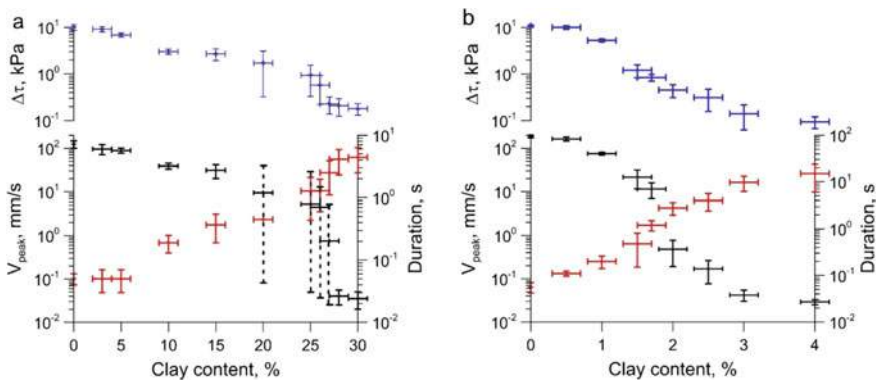 a
Δτ, kPa
10¹
10⁰
10⁻¹
V_peak, mm/s
10²
10¹
10⁰
10⁻¹
10⁻²
Duration, s
10¹
10⁰
10⁻¹
10⁻²
0 5 10 15 20 25 30
Clay content, %
b
Δτ, kPa
10¹
10⁰
10⁻¹
V_peak, mm/s
10²
10¹
10⁰
10⁻¹
10⁻²
Duration, s
10²
10¹
10⁰
10⁻¹
10⁻²
0 1 2 3 4
Clay content, %